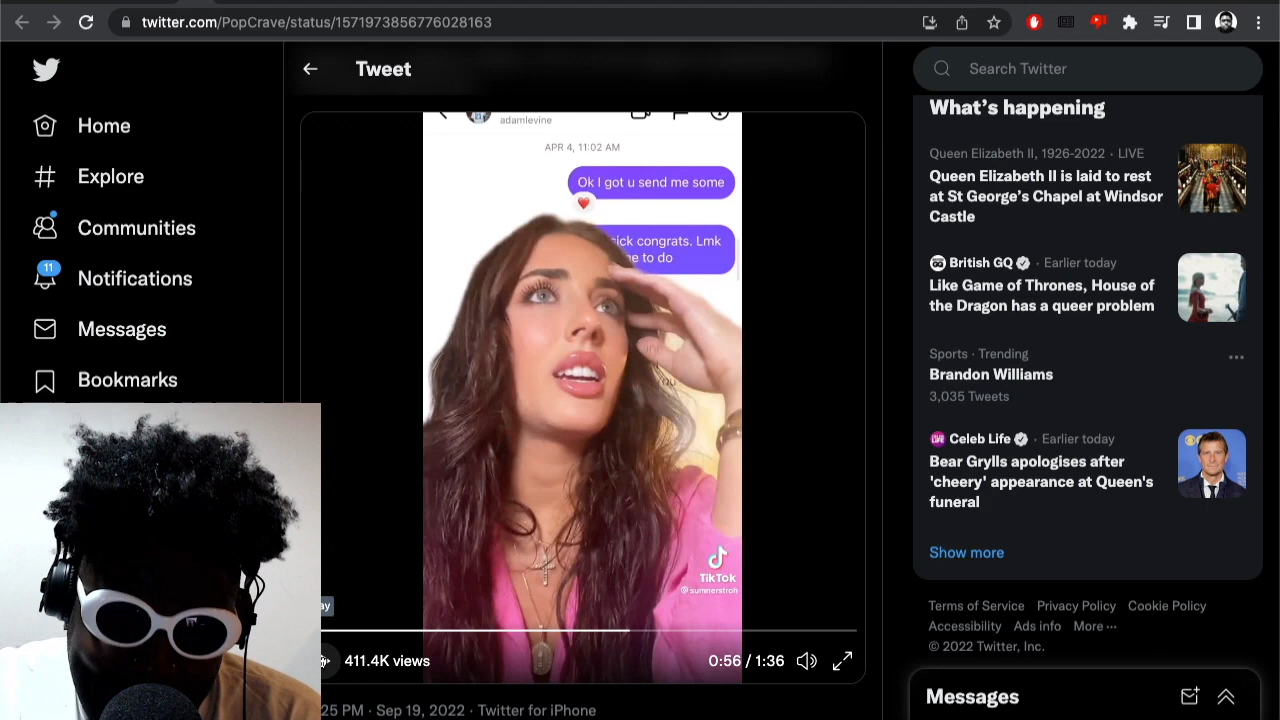 twitter.com/PopCrave/status/1571973856776028163
Tweet
Search Twitter
Home
Explore
Communities
11
Notifications
Messages
Bookmarks
adamlevine
APR 4, 11:02 AM
Ok I got u send me some
sick congrats. Lmk
to do
TikTok
@summerstroh
411.4K views
0:56 / 1:36
25 PM · Sep 19, 2022 · Twitter for iPhone
What's happening
Queen Elizabeth II, 1926-2022 · LIVE
Queen Elizabeth II is laid to rest
at St George's Chapel at Windsor
Castle
British GQ · Earlier today
Like Game of Thrones, House of
the Dragon has a queer problem
Sports · Trending
Brandon Williams
3,035 Tweets
Celeb Life · Earlier today
Bear Grylls apologises after
'cheery' appearance at Queen's
funeral
Show more
Terms of Service Privacy Policy Cookie Policy
Accessibility Ads info More ···
© 2022 Twitter, Inc.
Messages